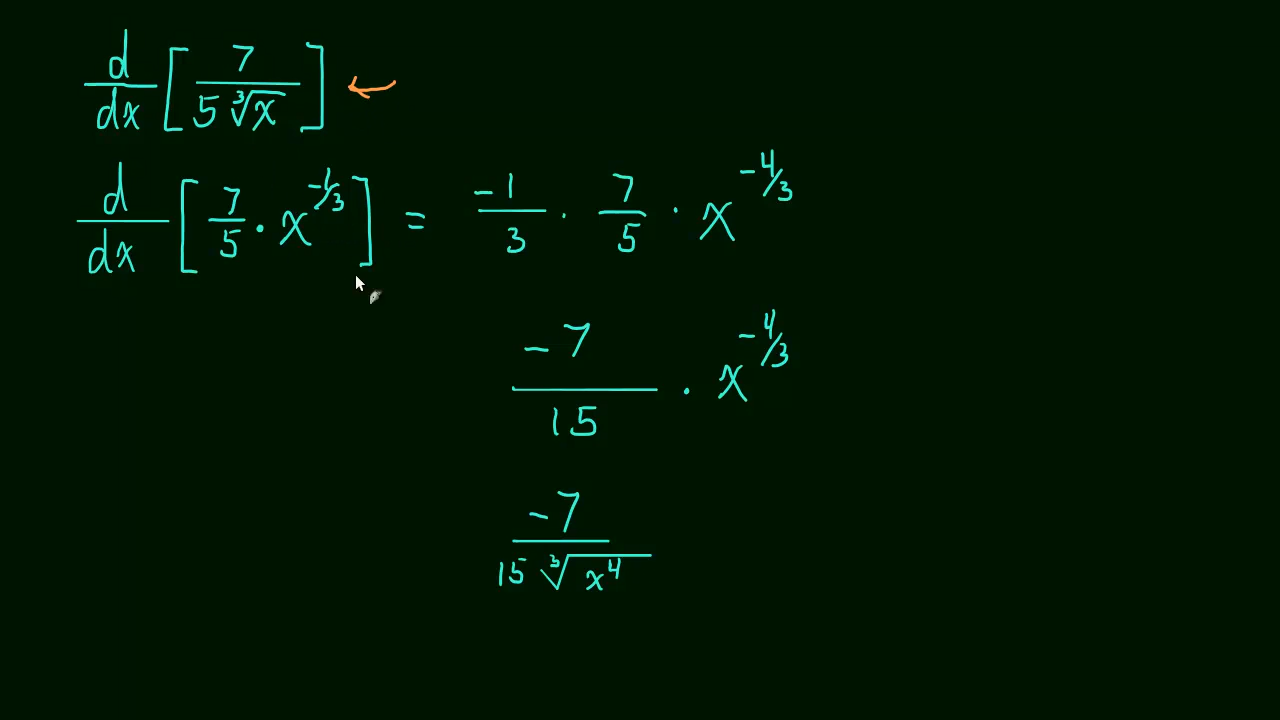 d/dx [ 7 / 5∛x ]
d/dx [ 7/5 · x^-1/3 ] = -1/3 · 7/5 · x^-4/3
-7/15 · x^-4/3
-7 / 15∛x^4